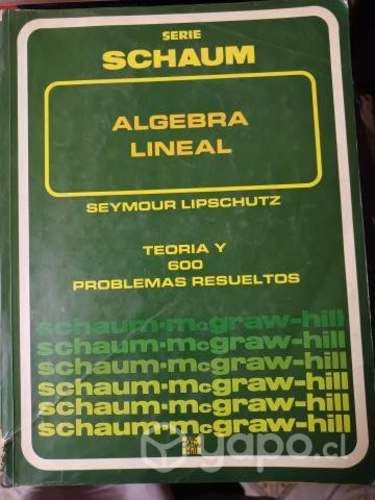 SERIE
SCHAUM
ALGEBRA
LINEAL
SEYMOUR LIPSCHUTZ
TEORIA Y
600
PROBLEMAS RESUELTOS
schaum·mcgraw-hill
schaum·mcgraw-hill
schaum·mcgraw-hill
schaum·mcgraw-hill
schaum·mcgraw-hill
schaum·mcgraw-hill
yapo.cl